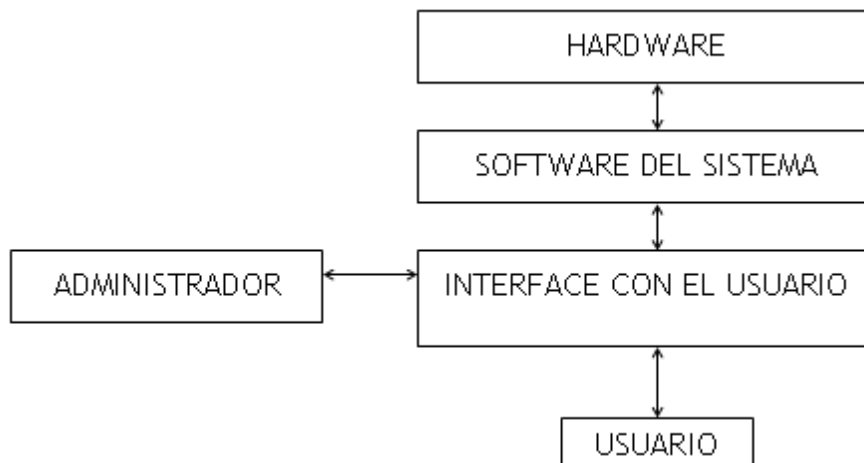 HARDWARE
SOFTWARE DEL SISTEMA
ADMINISTRADOR
INTERFACE CON EL USUARIO
USUARIO